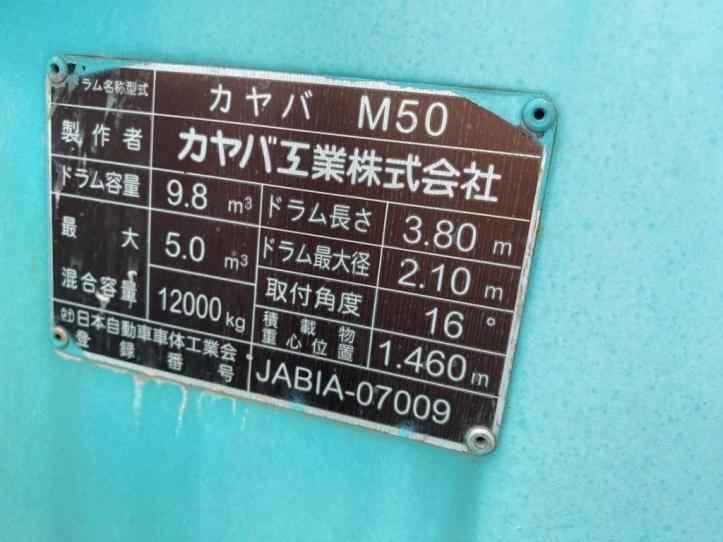 ドラム名称型式 カヤバ M50
製作者 カヤバ工業株式会社
ドラム容量 9.8 m³ ドラム長さ 3.80 m
最大 5.0 m³ ドラム最大径 2.10 m
混合容量 12000 kg 取付角度 16 °
積載物 重心位置 1.460 m
(社)日本自動車車体工業会
登録番号 JABIA-07009